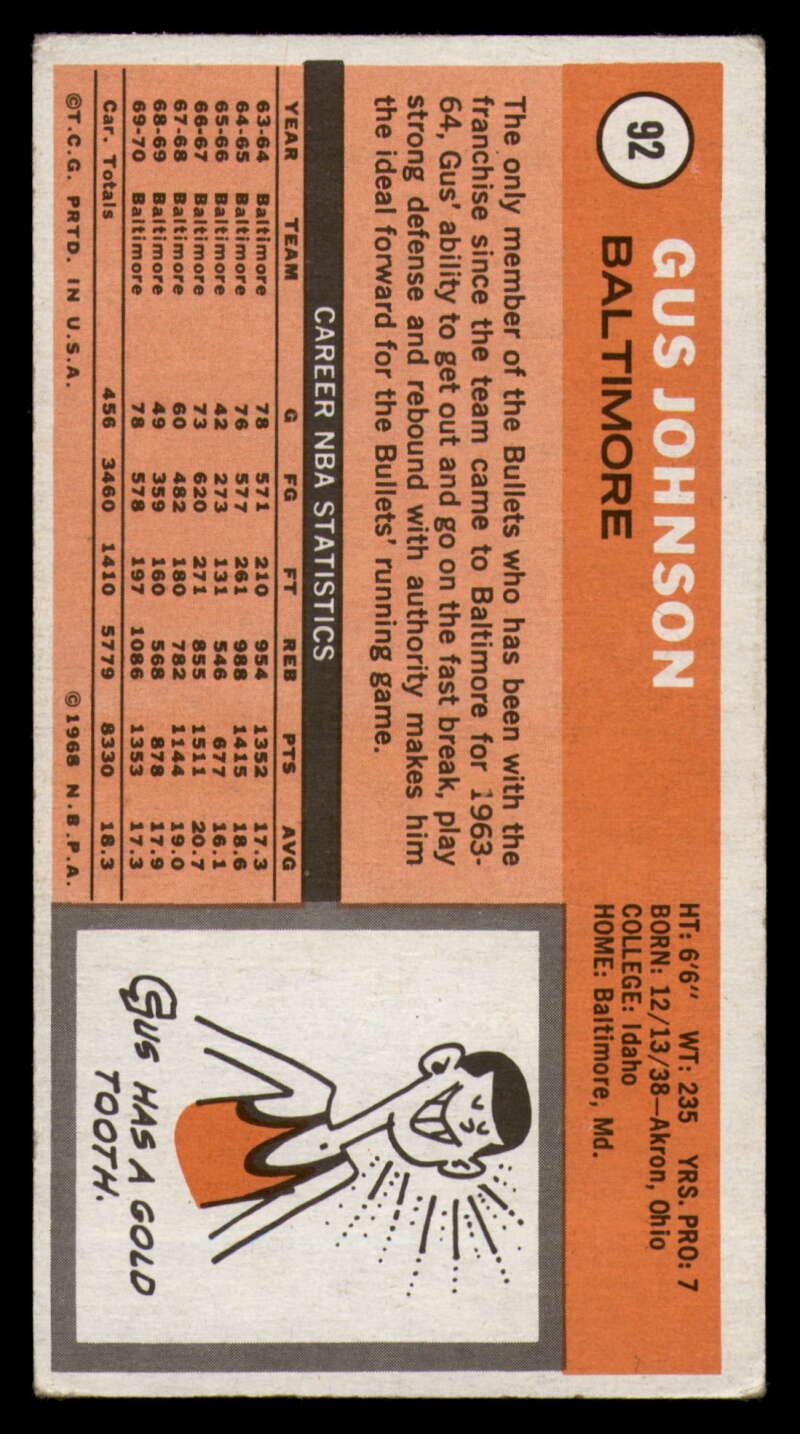 92
GUS JOHNSON
BALTIMORE
HT: 6'6" WT: 235 YRS. PRO: 7
BORN: 12/13/38—Akron, Ohio
COLLEGE: Idaho
HOME: Baltimore, Md.
The only member of the Bullets who has been with the
franchise since the team came to Baltimore for 1963-
64, Gus' ability to get out and go on the fast break, play
strong defense and rebound with authority makes him
the ideal forward for the Bullets' running game.
CAREER NBA STATISTICS
YEAR TEAM G FG FT REB PTS AVG
63-64 Baltimore 78 571 210 954 1352 17.3
64-65 Baltimore 76 577 261 988 1415 18.6
65-66 Baltimore 42 273 131 546 677 16.1
66-67 Baltimore 73 620 271 855 1511 20.7
67-68 Baltimore 60 482 180 782 1144 19.0
68-69 Baltimore 49 359 160 568 878 17.9
69-70 Baltimore 78 578 197 1086 1353 17.3
Car. Totals 456 3460 1410 5779 8330 18.3
©T.C.G. PRTD. IN U.S.A. ©1968 N.B.P.A.
GUS HAS A GOLD
TOOTH.